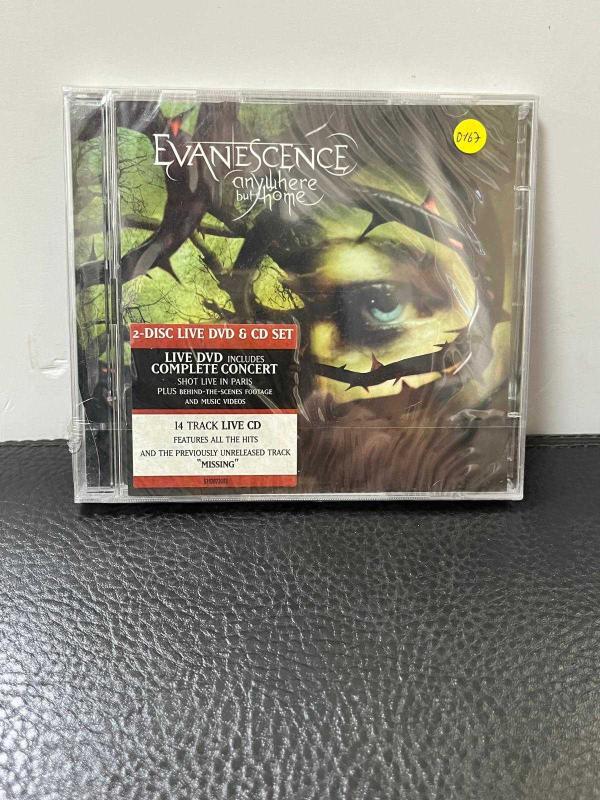 EVANESCENCE
anywhere
but home
D167
2-DISC LIVE DVD & CD SET
LIVE DVD INCLUDES
COMPLETE CONCERT
SHOT LIVE IN PARIS
PLUS BEHIND-THE-SCENES FOOTAGE
AND MUSIC VIDEOS
14 TRACK LIVE CD
FEATURES ALL THE HITS
AND THE PREVIOUSLY UNRELEASED TRACK
"MISSING"